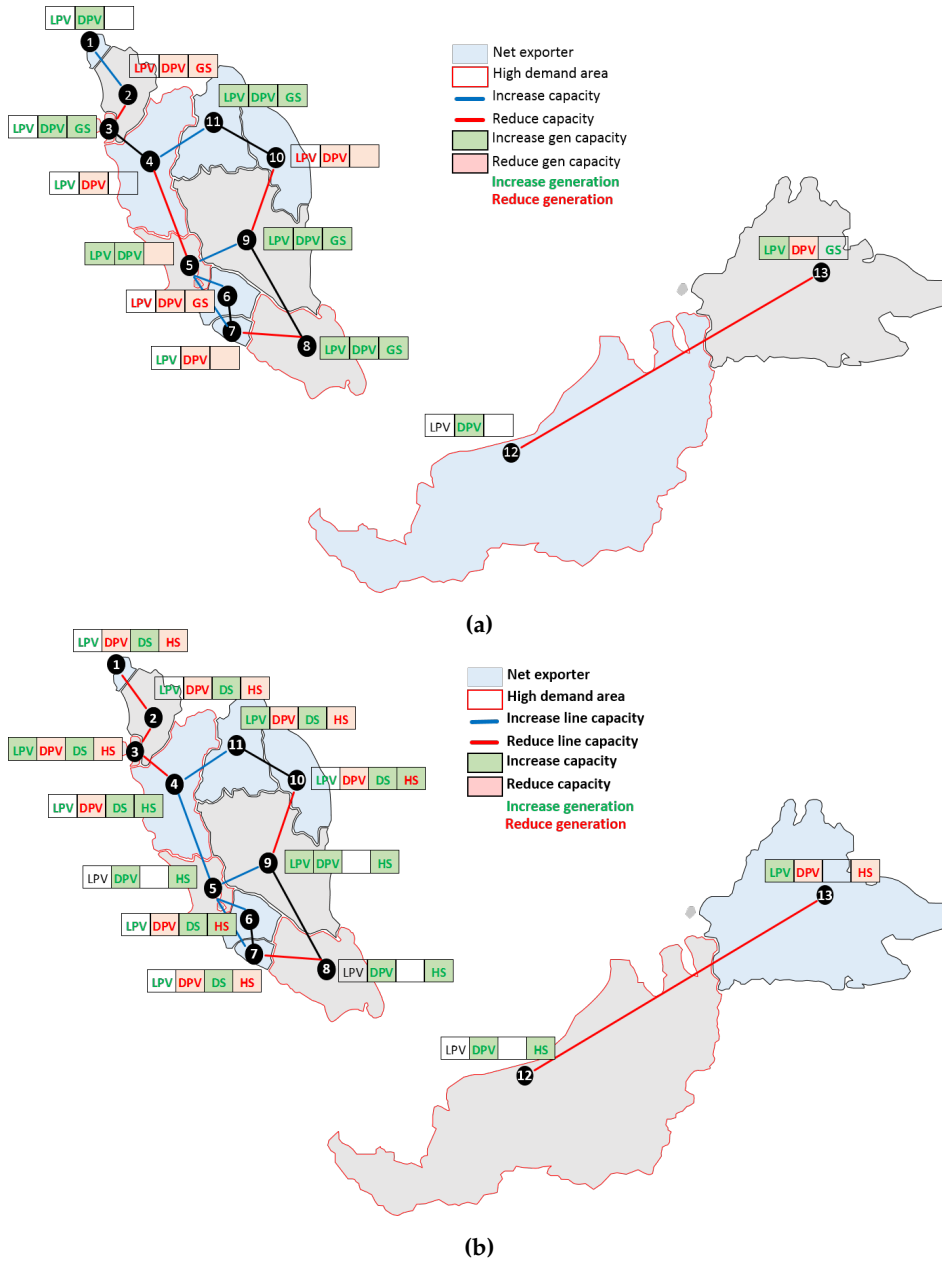 LPV DPV
1
LPV DPV GS
2
LPV DPV GS
3
4
LPV DPV GS
11
10
LPV DPV
LPV DPV
9
LPV DPV GS
LPV DPV
5
LPV DPV GS
6
7
8
LPV DPV GS
LPV DPV
Net exporter
High demand area
Increase capacity
Reduce capacity
Increase gen capacity
Reduce gen capacity
Increase generation
Reduce generation
LPV DPV GS
13
LPV DPV
12
(a)
LPV DPV DS HS
1
LPV DPV DS HS
2
LPV DPV DS HS
3
LPV DPV DS HS
11
4
10
LPV DPV DS HS
LPV DPV DS HS
9
LPV DPV HS
LPV DPV HS
5
LPV DPV DS HS
6
7
8
LPV DPV HS
LPV DPV DS HS
Net exporter
High demand area
Increase line capacity
Reduce line capacity
Increase capacity
Reduce capacity
Increase generation
Reduce generation
LPV DPV HS
13
LPV DPV HS
12
(b)